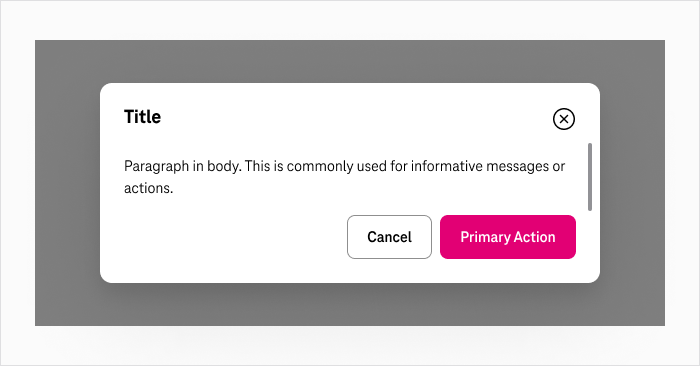 Title
Paragraph in body. This is commonly used for informative messages or
actions.
Cancel
Primary Action